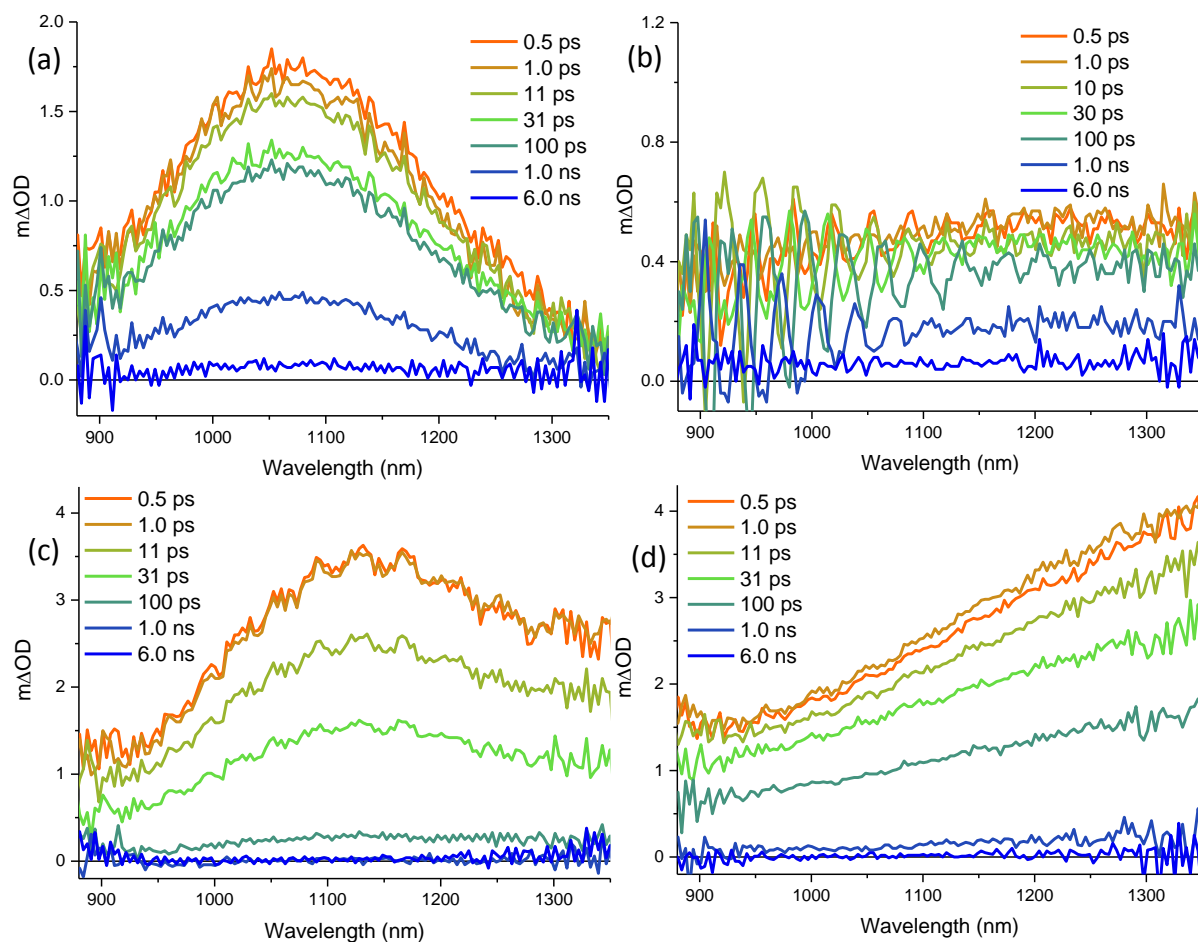 (a)
2.0
1.5
1.0
0.5
0.0
mΔOD
0.5 ps
1.0 ps
11 ps
31 ps
100 ps
1.0 ns
6.0 ns
900 1000 1100 1200 1300
Wavelength (nm)
(b)
1.2
0.8
0.4
0.0
mΔOD
0.5 ps
1.0 ps
10 ps
30 ps
100 ps
1.0 ns
6.0 ns
900 1000 1100 1200 1300
Wavelength (nm)
(c)
4
3
2
1
0
mΔOD
0.5 ps
1.0 ps
11 ps
31 ps
100 ps
1.0 ns
6.0 ns
900 1000 1100 1200 1300
Wavelength (nm)
(d)
4
3
2
1
0
mΔOD
0.5 ps
1.0 ps
11 ps
31 ps
100 ps
1.0 ns
6.0 ns
900 1000 1100 1200 1300
Wavelength (nm)